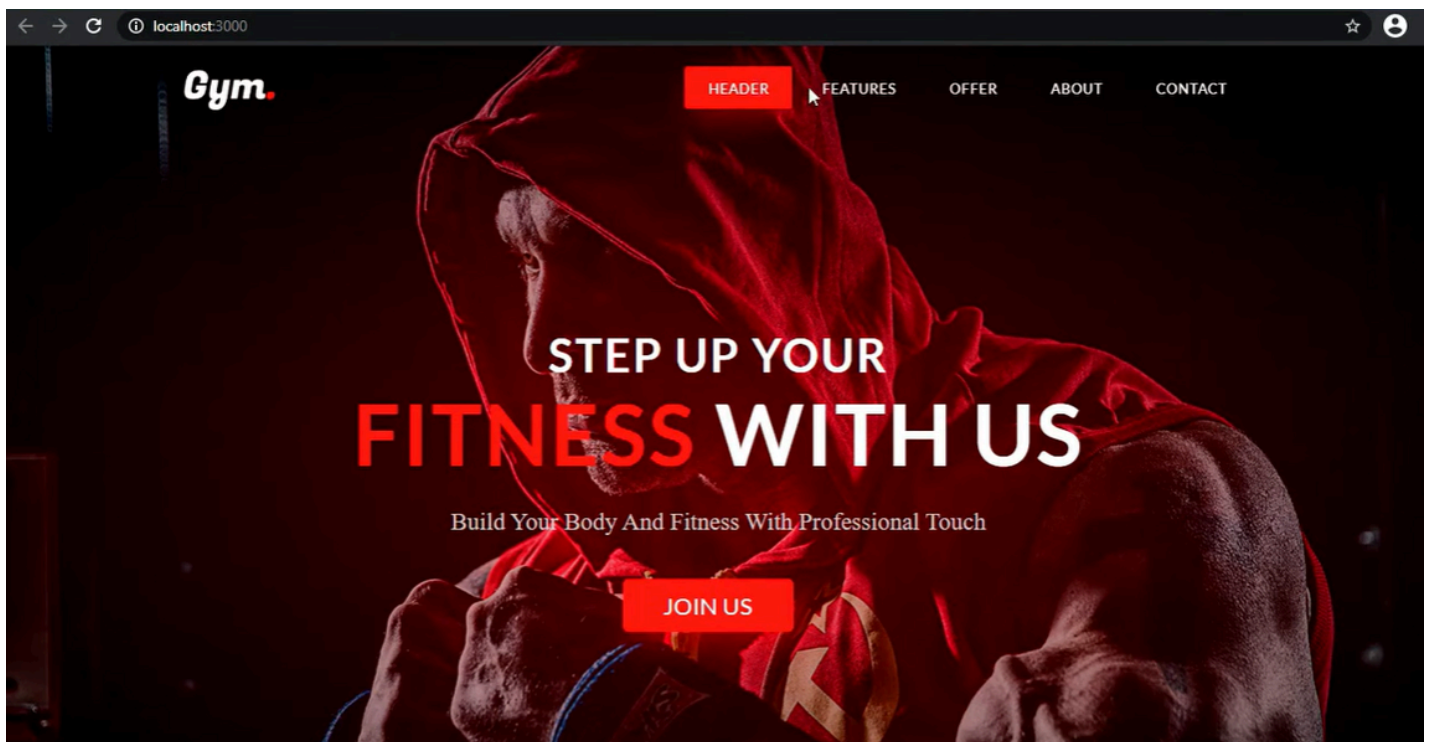 localhost:3000
Gym.
HEADER FEATURES OFFER ABOUT CONTACT
STEP UP YOUR
FITNESS WITH US
Build Your Body And Fitness With Professional Touch
JOIN US